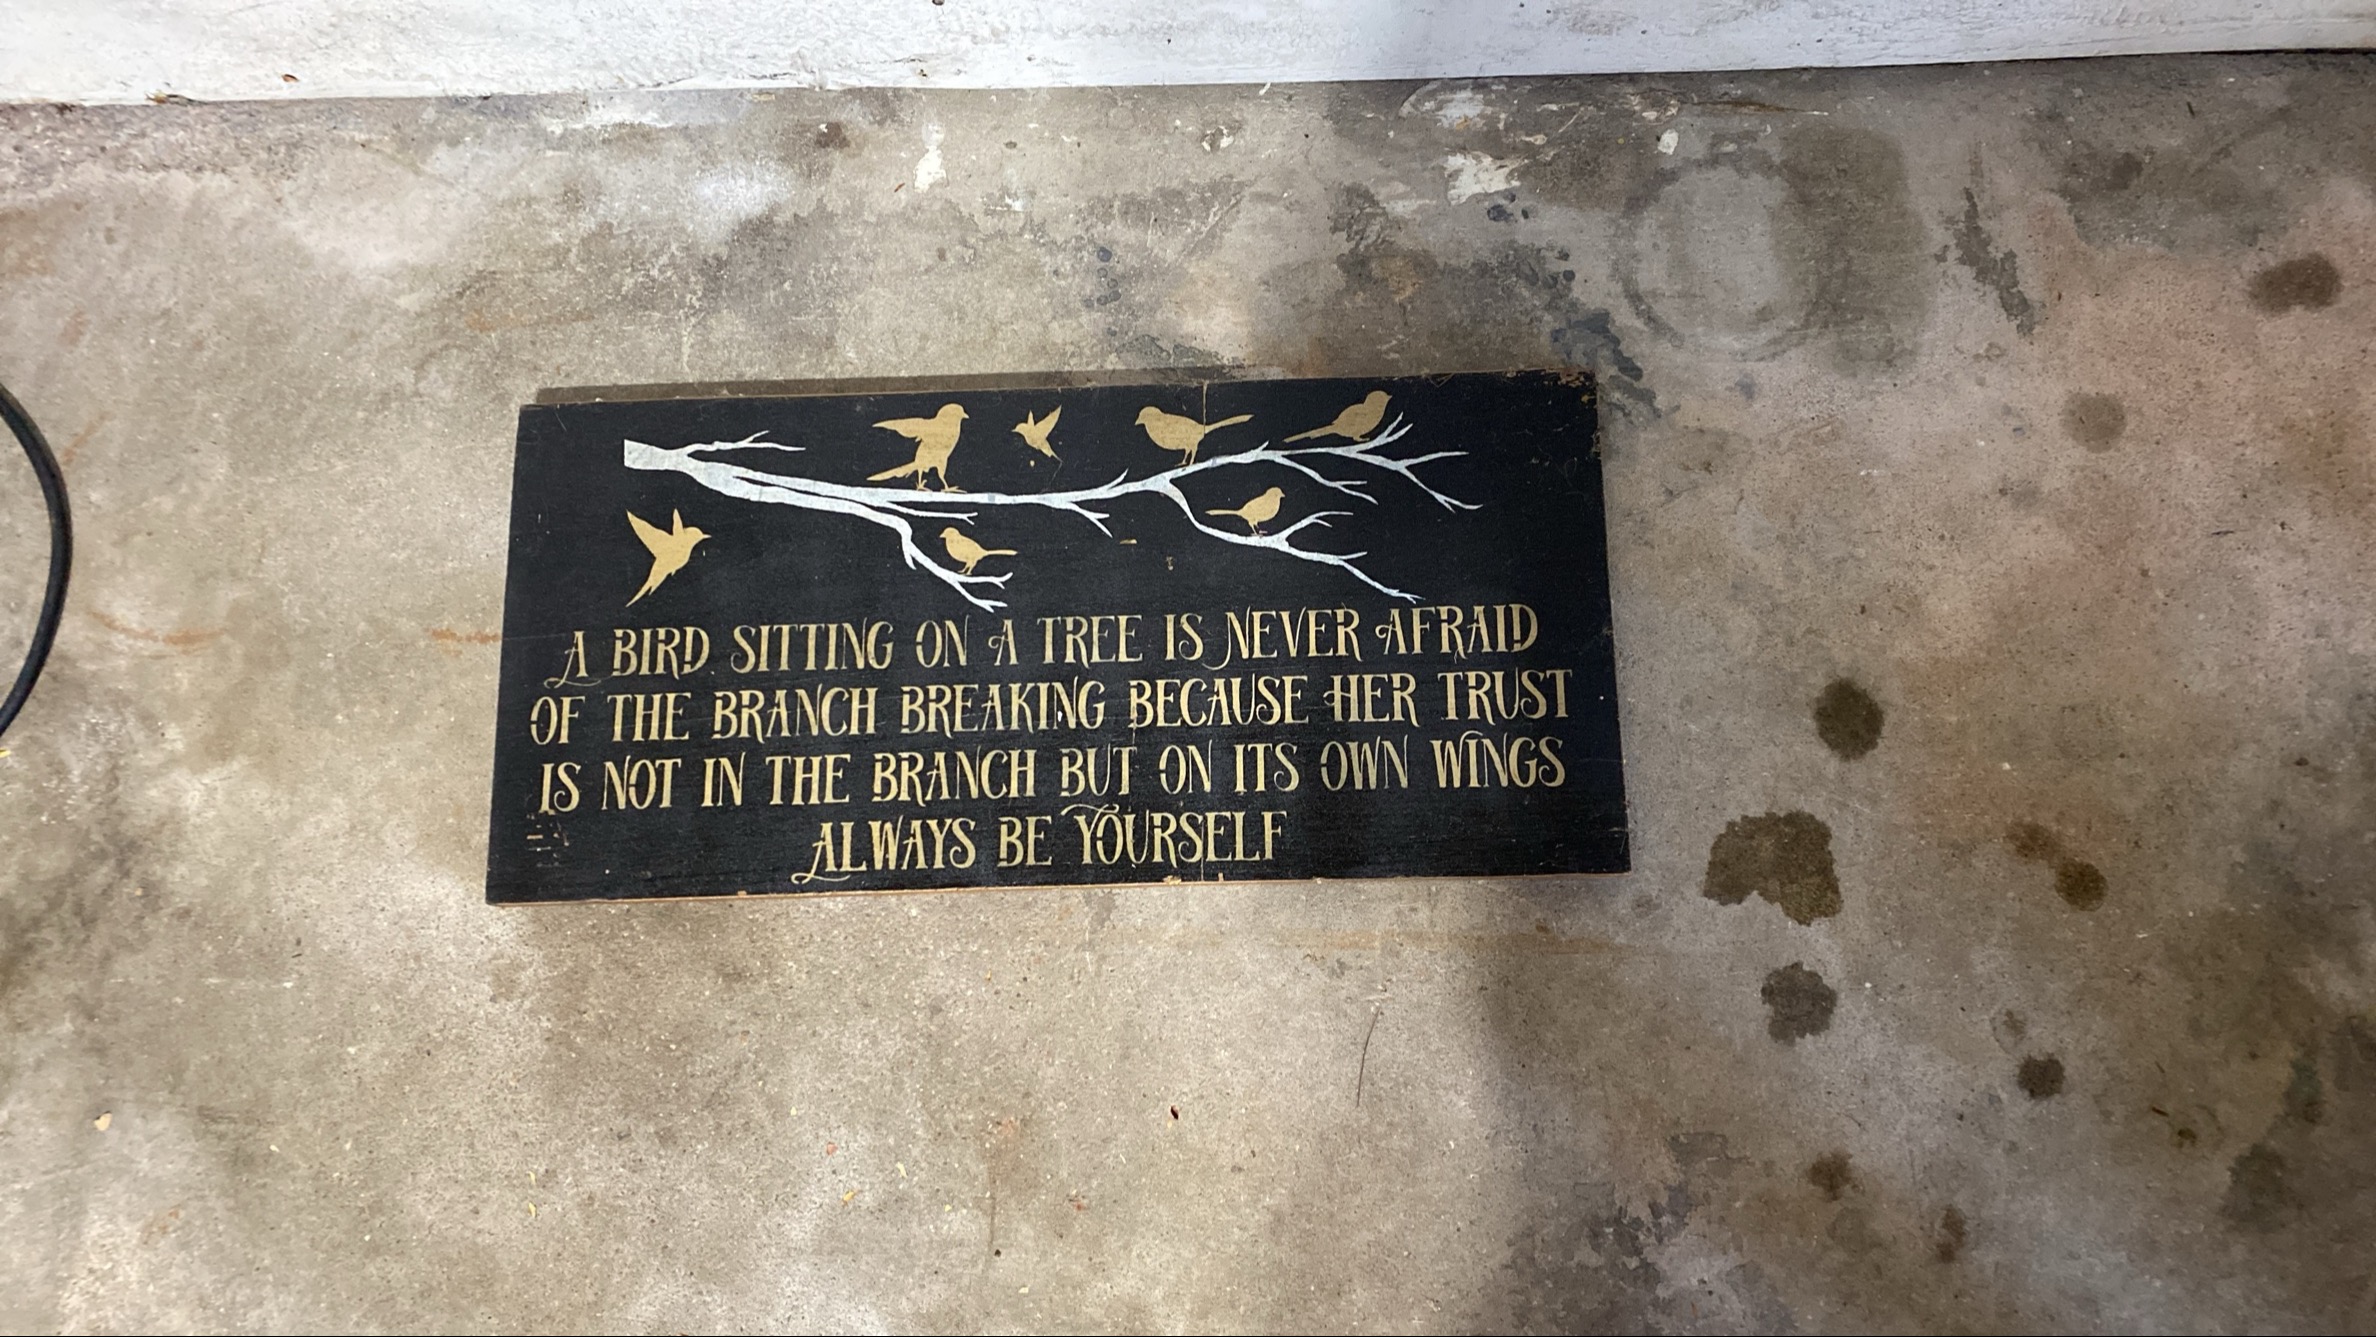 A BIRD SITTING ON A TREE IS NEVER AFRAID
OF THE BRANCH BREAKING BECAUSE HER TRUST
IS NOT IN THE BRANCH BUT ON ITS OWN WINGS
ALWAYS BE YOURSELF